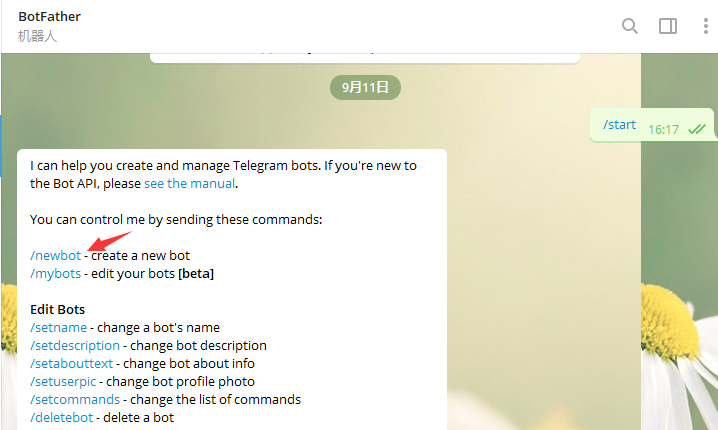 BotFather
机器人
9月11日
/start 16:17
I can help you create and manage Telegram bots. If you're new to
the Bot API, please see the manual.
You can control me by sending these commands:
/newbot - create a new bot
/mybots - edit your bots [beta]
Edit Bots
/setname - change a bot's name
/setdescription - change bot description
/setabouttext - change bot about info
/setuserpic - change bot profile photo
/setcommands - change the list of commands
/deletebot - delete a bot